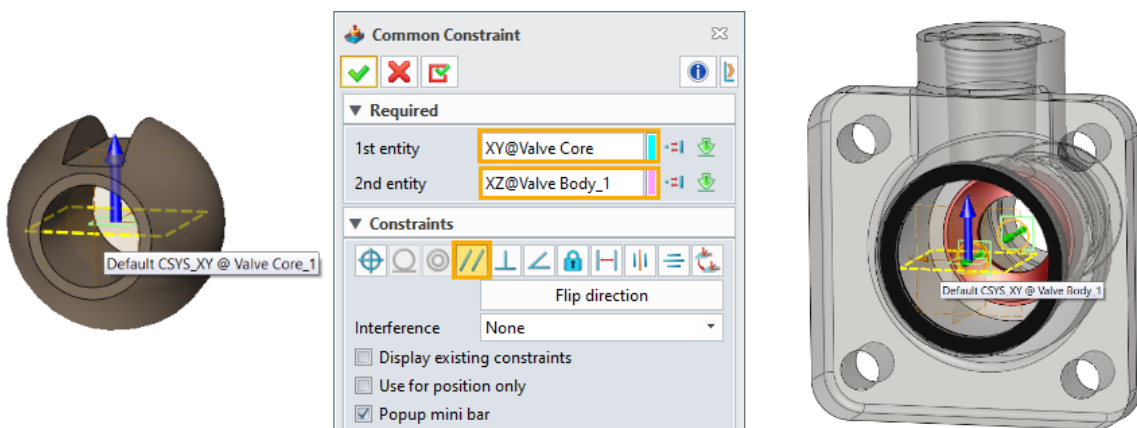 Default CSYS_XY @ Valve Core_1
Common Constraint
Required
1st entity XY@Valve Core
2nd entity XZ@Valve Body_1
Constraints
Flip direction
Interference None
Display existing constraints
Use for position only
Popup mini bar
Default CSYS_XY @ Valve Body_1